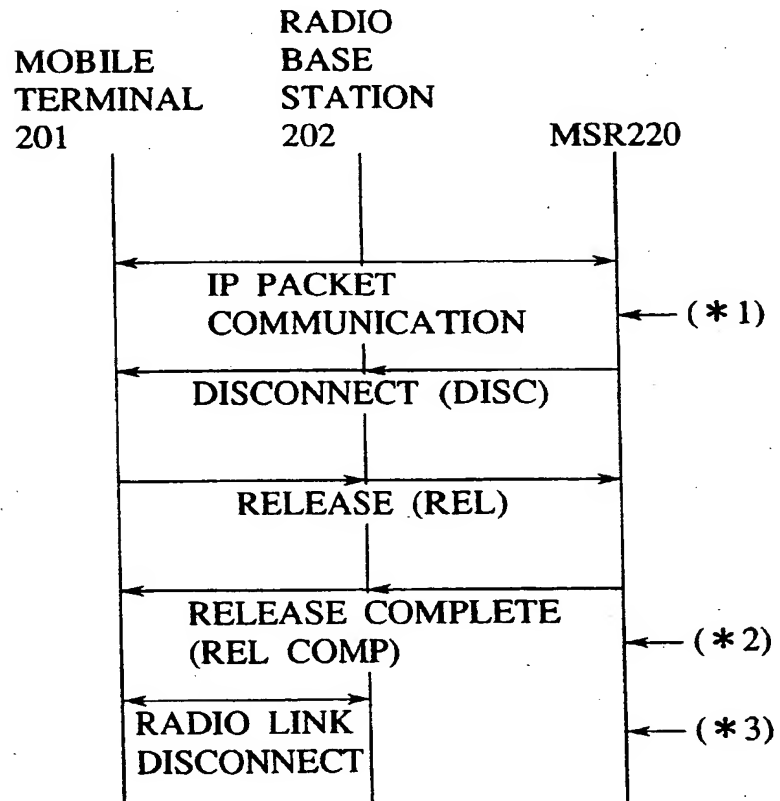 MOBILE
TERMINAL
201
RADIO
BASE
STATION
202
MSR220
IP PACKET
COMMUNICATION
(*1)
DISCONNECT (DISC)
RELEASE (REL)
RELEASE COMPLETE
(REL COMP)
(*2)
RADIO LINK
DISCONNECT
(*3)